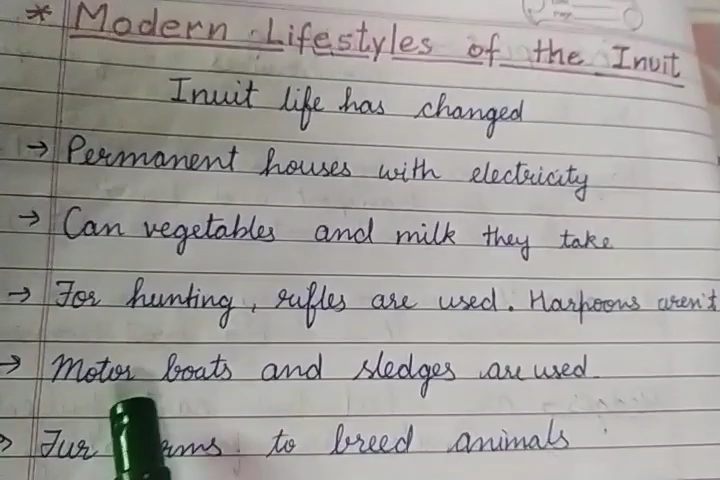 * Modern Lifestyles of the Inuit
Inuit life has changed
→ Permanent houses with electricity
→ Can vegetables and milk they take
→ For hunting, rifles are used. Harpoons aren't
→ Motor boats and sledges are used
→ Fur to breed animals